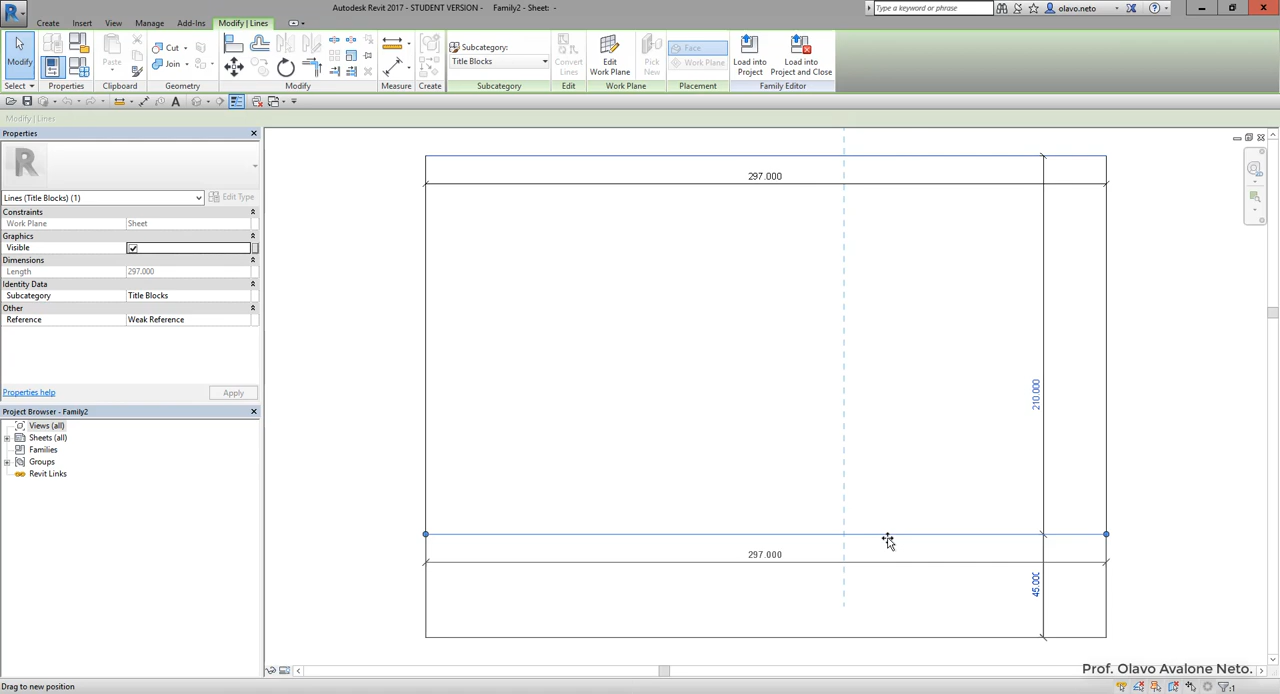 Autodesk Revit 2017 - STUDENT VERSION - Family2 - Sheet: -
Type a keyword or phrase
olavo.neto
Create Insert View Manage Add-Ins Modify | Lines
Modify
Paste
Cut
Join
Subcategory:
Title Blocks
Convert Lines
Edit Work Plane
Pick New
Face
Work Plane
Load into Project
Load into Project and Close
Select Properties Clipboard Geometry Modify Measure Create Subcategory Edit Work Plane Placement Family Editor
Modify | Lines
Properties
R
Lines (Title Blocks) (1)
Edit Type
Constraints
Work Plane Sheet
Graphics
Visible
Dimensions
Length 297.000
Identity Data
Subcategory Title Blocks
Other
Reference Weak Reference
Properties help
Apply
Project Browser - Family2
Views (all)
Sheets (all)
Families
Groups
Revit Links
297.000
210.000
297.000
45.000
Prof. Olavo Avalone Neto.
Drag to new position
:1